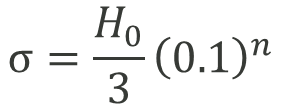 σ = H₀/3 (0.1)ⁿ